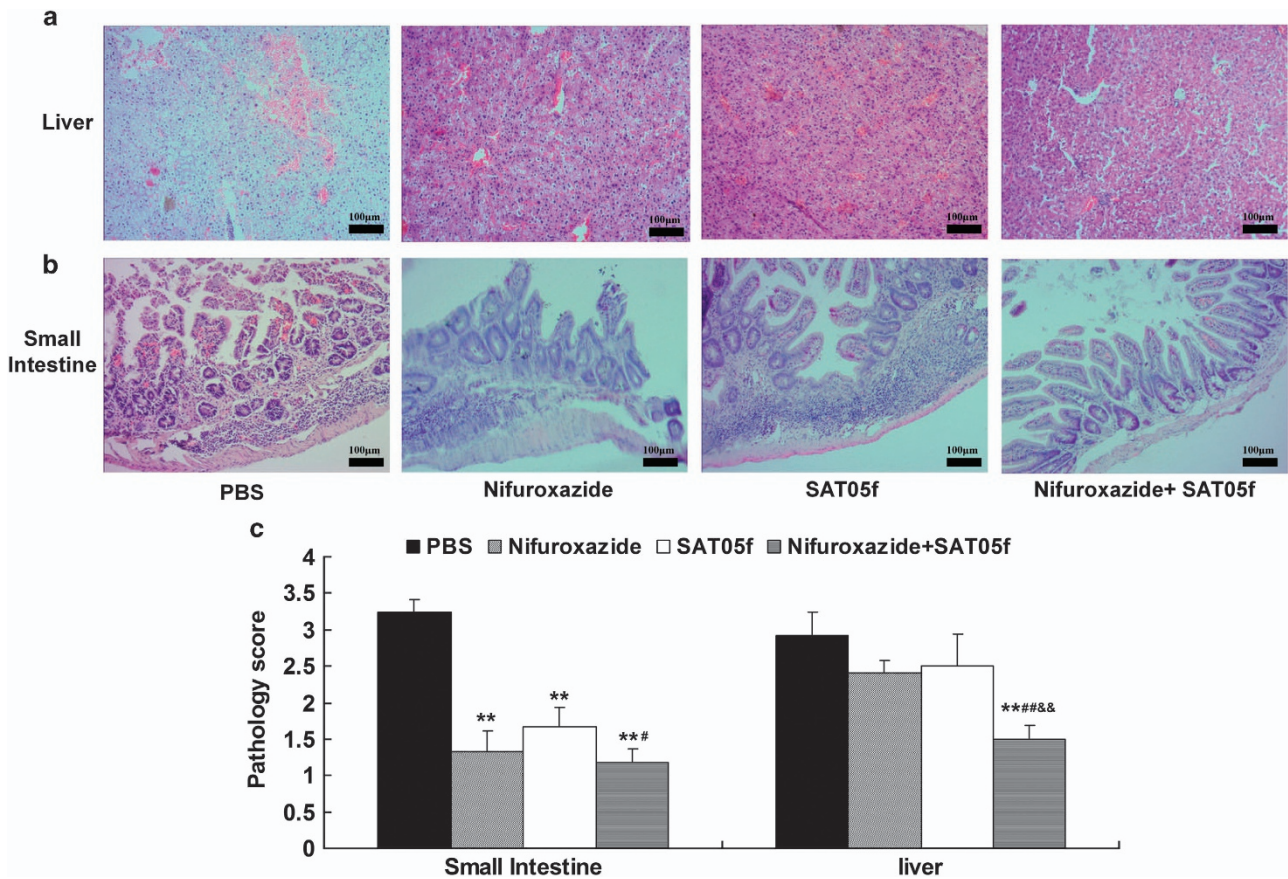 a
Liver
100μm 100μm 100μm 100μm
b
Small
Intestine
100μm 100μm 100μm 100μm
PBS Nifuroxazide SAT05f Nifuroxazide+ SAT05f
c
PBS Nifuroxazide SAT05f Nifuroxazide+SAT05f
Pathology score
4
3.5
3
2.5
2
1.5
1
0.5
0
** ** **# **##&&
Small Intestine liver